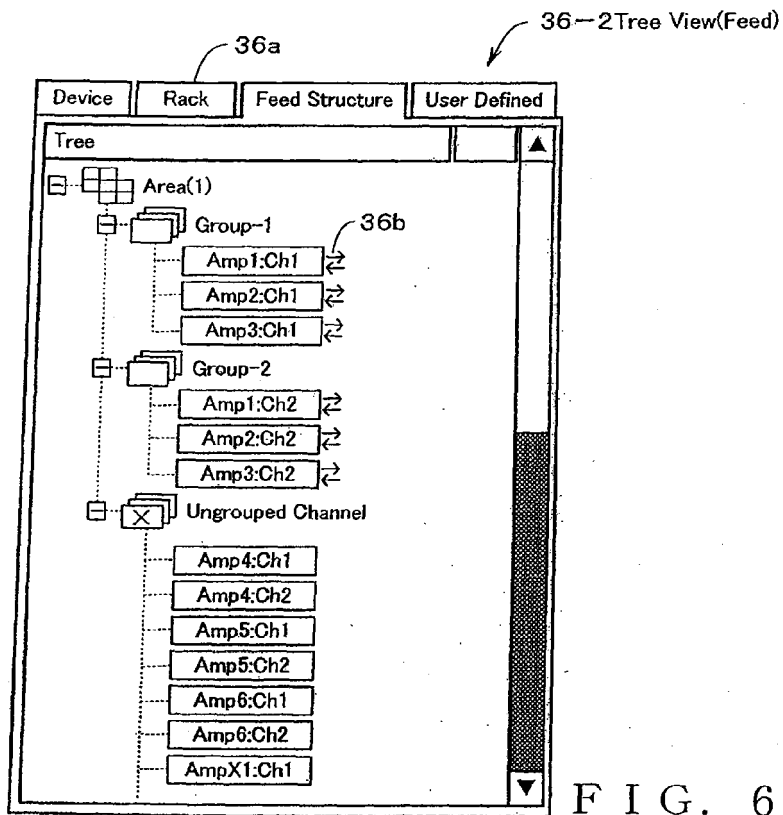 36-2Tree View(Feed)
36a
Device Rack Feed Structure User Defined
Tree
Area(1)
Group-1
36b
Amp1:Ch1
Amp2:Ch1
Amp3:Ch1
Group-2
Amp1:Ch2
Amp2:Ch2
Amp3:Ch2
Ungrouped Channel
Amp4:Ch1
Amp4:Ch2
Amp5:Ch1
Amp5:Ch2
Amp6:Ch1
Amp6:Ch2
AmpX1:Ch1
FIG. 6